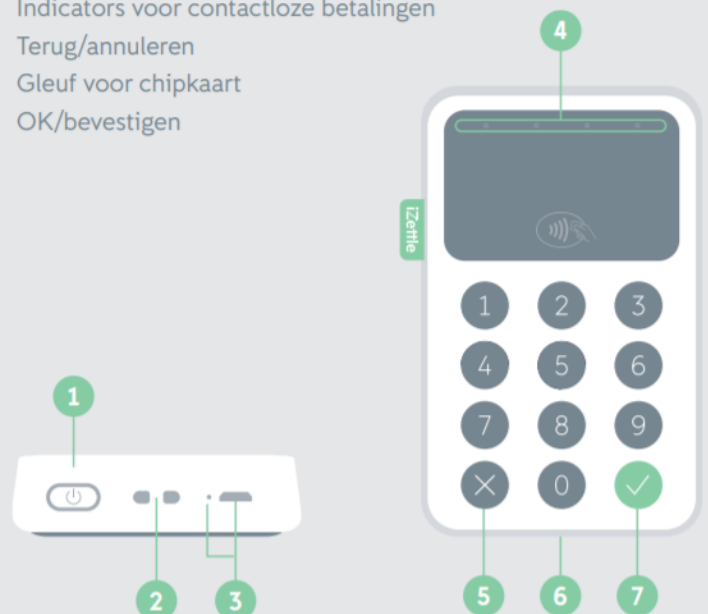 Indicators voor contactloze betalingen
Terug/annuleren
Gleuf voor chipkaart
OK/bevestigen
4
iZettle
1 2 3
4 5 6
7 8 9
0
1
2 3
5 6 7